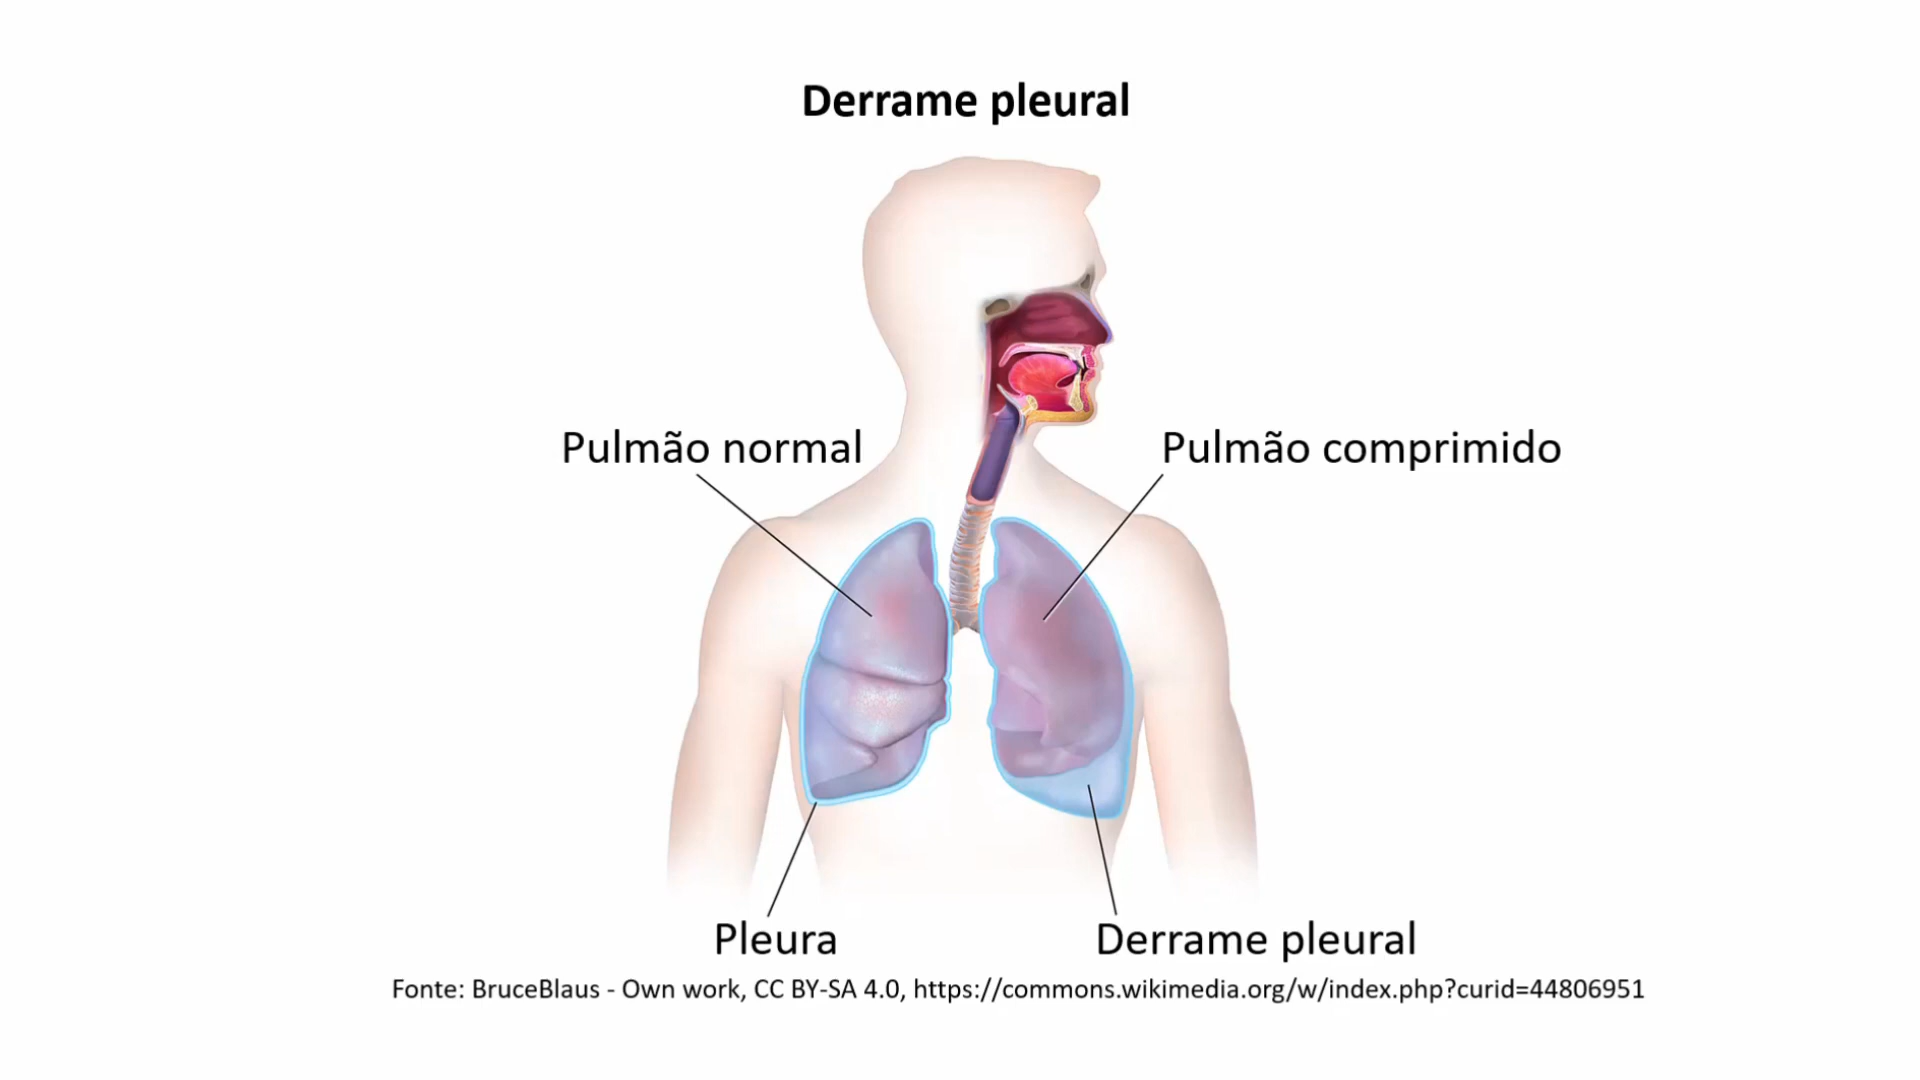 Derrame pleural
Pulmão normal
Pulmão comprimido
Pleura
Derrame pleural
Fonte: BruceBlaus - Own work, CC BY-SA 4.0, https://commons.wikimedia.org/w/index.php?curid=44806951